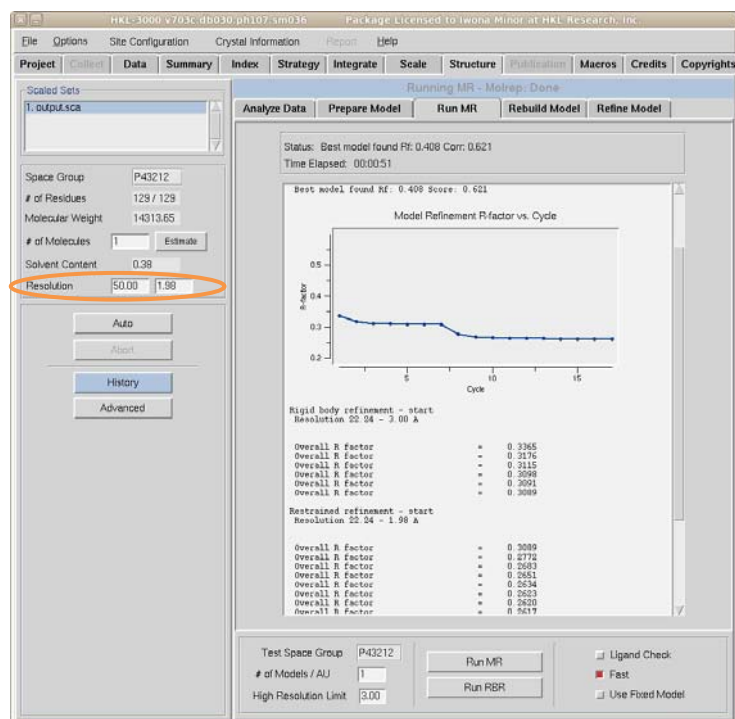 HKL-3000 v703c.db030.ph107.sm036 Package Licensed to Iwona Minor at HKL Research, Inc.
File Options Site Configuration Crystal Information Report Help
Project Collect Data Summary Index Strategy Integrate Scale Structure Publication Macros Credits Copyrights
Scaled Sets
1. output.sca
Space Group P43212
# of Residues 129 / 129
Molecular Weight 14313.65
# of Molecules 1 Estimate
Solvent Content 0.38
Resolution 50.00 1.98
Auto
Abort
History
Advanced
Running MR - Molrep: Done
Analyze Data Prepare Model Run MR Rebuild Model Refine Model
Status: Best model found Rf: 0.408 Corr: 0.621
Time Elapsed: 00:00:51
Best model found Rf: 0.408 Score: 0.621
Model Refinement R-factor vs. Cycle
R-factor
0.5
0.4
0.3
0.2
5 10 15
Cycle
Rigid body refinement - start
Resolution 22.24 - 3.00 A
Overall R factor = 0.3365
Overall R factor = 0.3176
Overall R factor = 0.3115
Overall R factor = 0.3098
Overall R factor = 0.3091
Overall R factor = 0.3089
Restrained refinement - start
Resolution 22.24 - 1.98 A
Overall R factor = 0.3089
Overall R factor = 0.2772
Overall R factor = 0.2683
Overall R factor = 0.2651
Overall R factor = 0.2634
Overall R factor = 0.2623
Overall R factor = 0.2620
Overall R factor = 0.2617
Test Space Group P43212
# of Models / AU 1
High Resolution Limit 3.00
Run MR
Run RBR
Ligand Check
Fast
Use Fixed Model